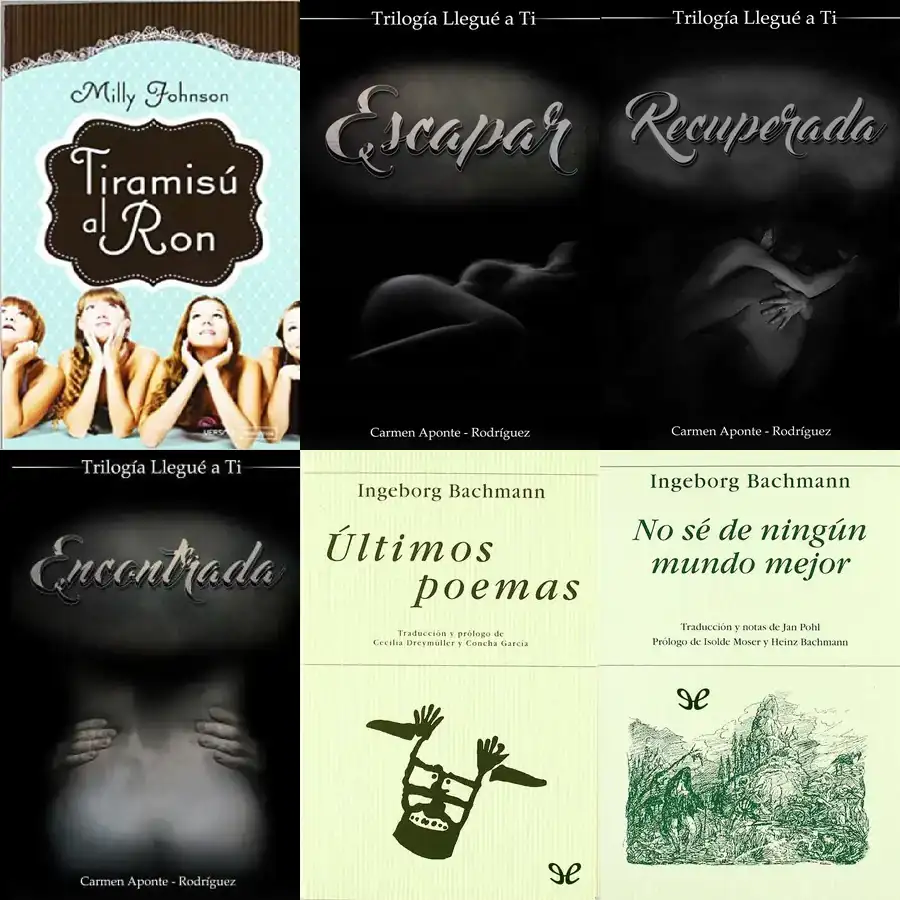 Milly Johnson
Tiramisú
al Ron
VERSÁTIL
Trilogía Llegué a Ti
Escapar
Carmen Aponte - Rodríguez
Trilogía Llegué a Ti
Recuperada
Carmen Aponte - Rodríguez
Trilogía Llegué a Ti
Encontrada
Carmen Aponte - Rodríguez
Ingeborg Bachmann
Últimos
poemas
Traducción y prólogo de
Cecilia Dreymüller y Concha García
Ingeborg Bachmann
No sé de ningún
mundo mejor
Traducción y notas de Jan Pohl
Prólogo de Isolde Moser y Heinz Bachmann